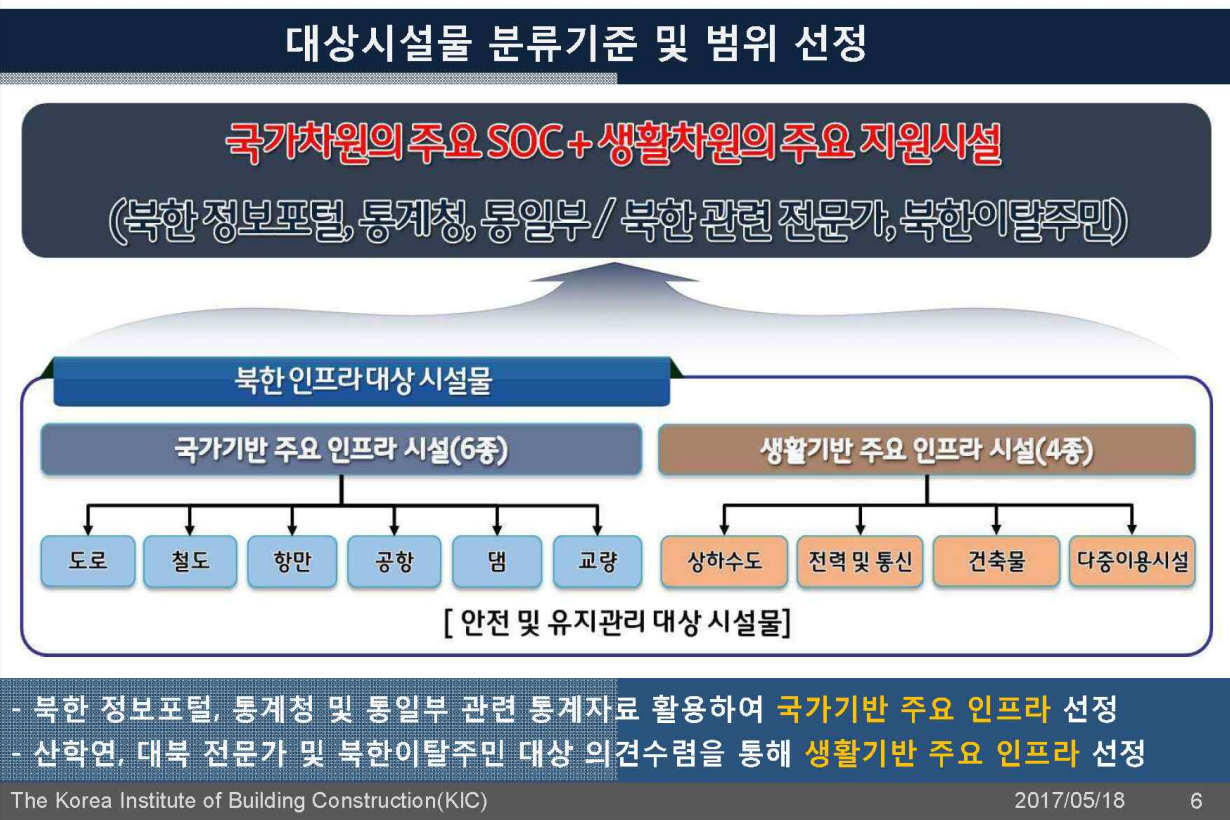 대상시설물 분류기준 및 범위 선정
국가차원의 주요 SOC + 생활차원의 주요 지원시설
(북한 정보포털, 통계청, 통일부 / 북한 관련 전문가, 북한이탈주민)
북한 인프라 대상 시설물
국가기반 주요 인프라 시설(6종)
생활기반 주요 인프라 시설(4종)
도로
철도
항만
공항
댐
교량
상하수도
전력 및 통신
건축물
다중이용시설
[ 안전 및 유지관리 대상 시설물]
- 북한 정보포털, 통계청 및 통일부 관련 통계자료 활용하여 국가기반 주요 인프라 선정
- 산학연, 대북 전문가 및 북한이탈주민 대상 의견수렴을 통해 생활기반 주요 인프라 선정
The Korea Institute of Building Construction(KIC)
2017/05/18
6